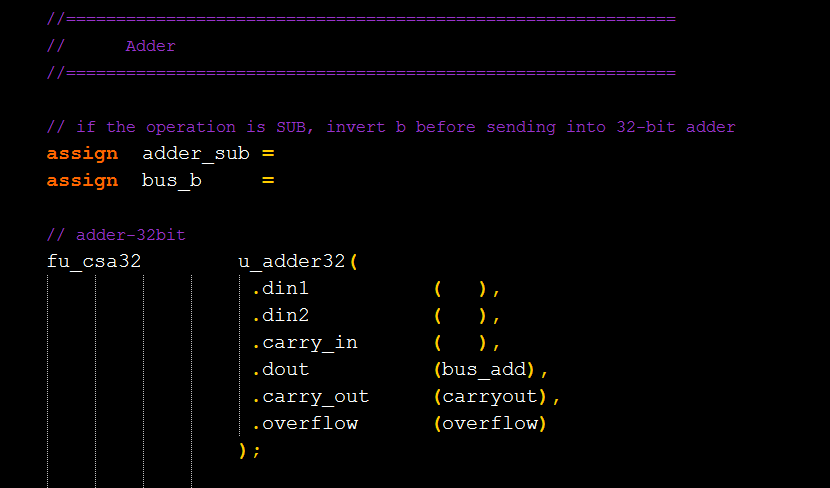 //=============================================================
//      Adder
//=============================================================
// if the operation is SUB, invert b before sending into 32-bit adder
assign  adder_sub =
assign  bus_b     =
// adder-32bit
fu_csa32        u_adder32(
.din1          (   ),
.din2          (   ),
.carry_in      (   ),
.dout          (bus_add),
.carry_out     (carryout),
.overflow      (overflow)
);